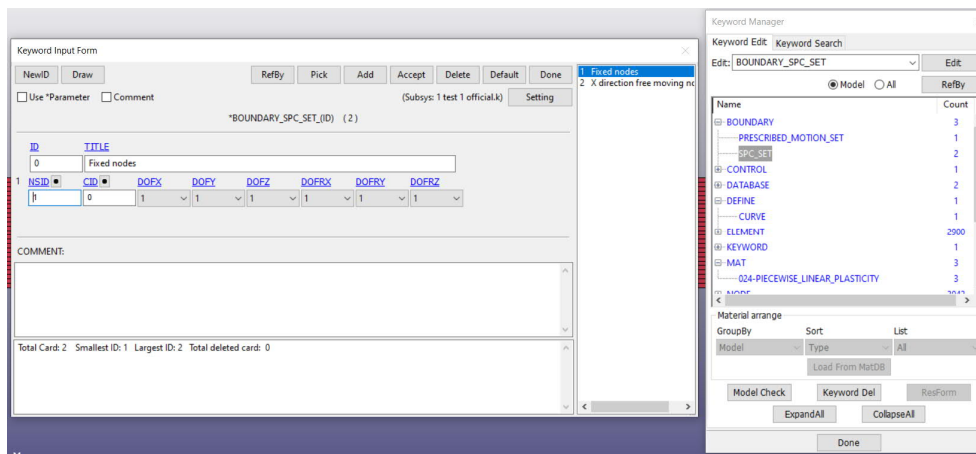 Keyword Input Form
NewID Draw RefBy Pick Add Accept Delete Default Done
Use *Parameter Comment (Subsys: 1 test 1 official.k) Setting
*BOUNDARY_SPC_SET_(ID) (2)
ID TITLE
0 Fixed nodes
1 NSID CID DOFX DOFY DOFZ DOFRX DOFRY DOFRZ
1 0 1 1 1 1 1 1
COMMENT:
Total Card: 2 Smallest ID: 1 Largest ID: 2 Total deleted card: 0
1 Fixed nodes
2 X direction free moving no
Keyword Manager
Keyword Edit Keyword Search
Edit: BOUNDARY_SPC_SET Edit
Model All RefBy
Name Count
BOUNDARY 3
PRESCRIBED_MOTION_SET 1
SPC_SET 2
CONTROL 1
DATABASE 2
DEFINE 1
CURVE 1
ELEMENT 2900
KEYWORD 1
MAT 3
024-PIECEWISE_LINEAR_PLASTICITY 3
Material arrange
GroupBy Sort List
Model Type All
Load From MatDB
Model Check Keyword Del ResForm
ExpandAll CollapseAll
Done